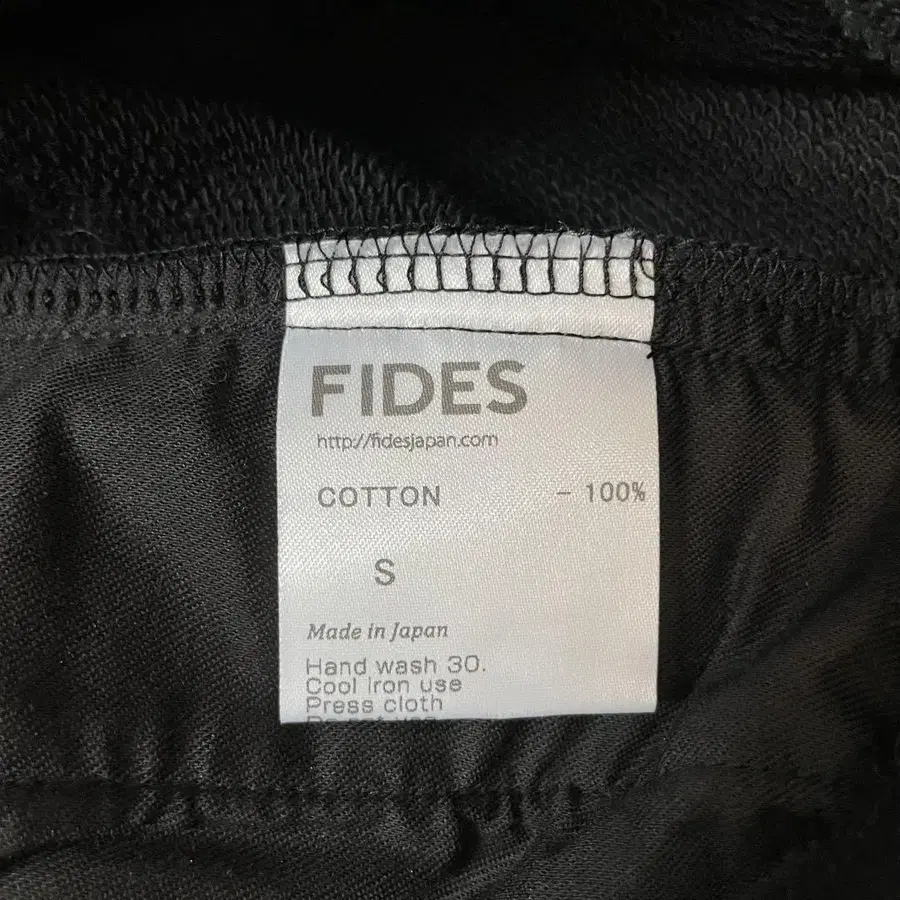 FIDES
http://fidesjapan.com
COTTON - 100%
S
Made in Japan
Hand wash 30.
Cool iron use
Press cloth